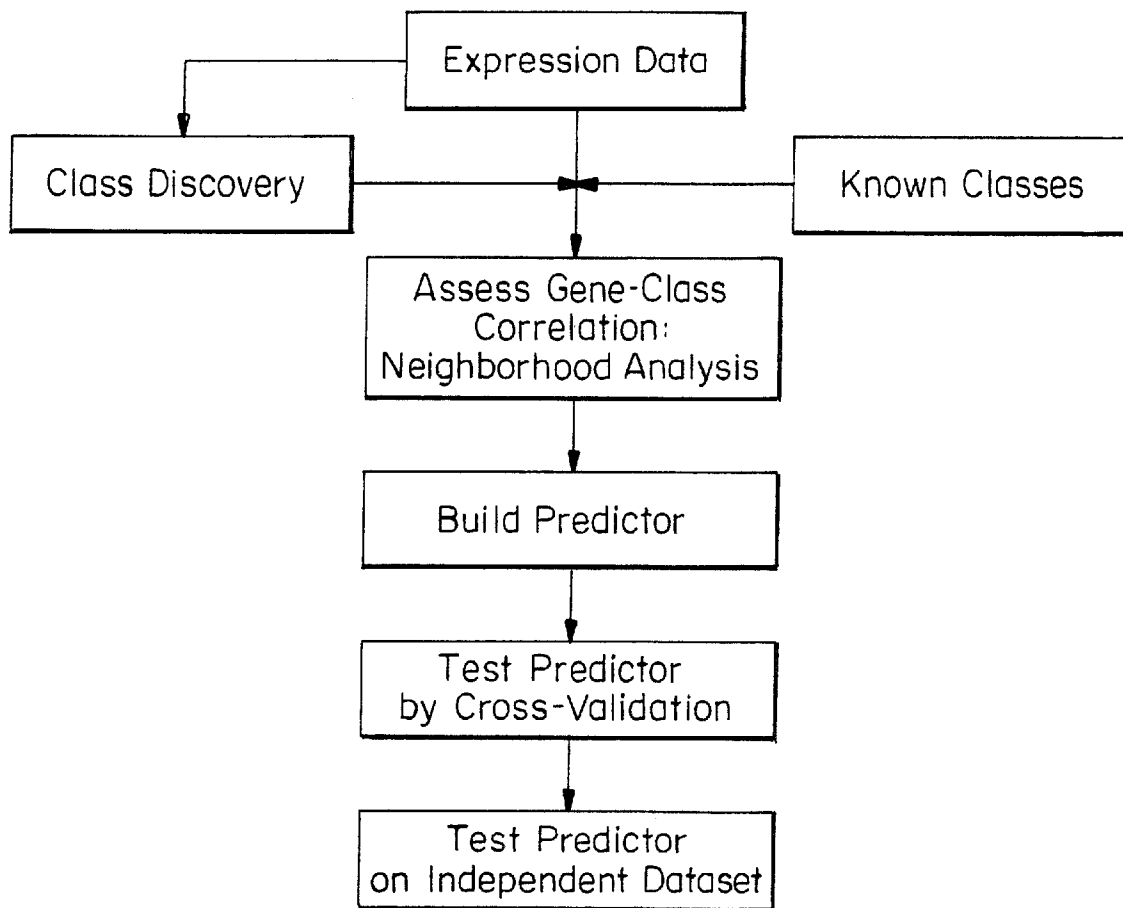 Expression Data
Class Discovery
Known Classes
Assess Gene-Class
Correlation:
Neighborhood Analysis
Build Predictor
Test Predictor
by Cross-Validation
Test Predictor
on Independent Dataset